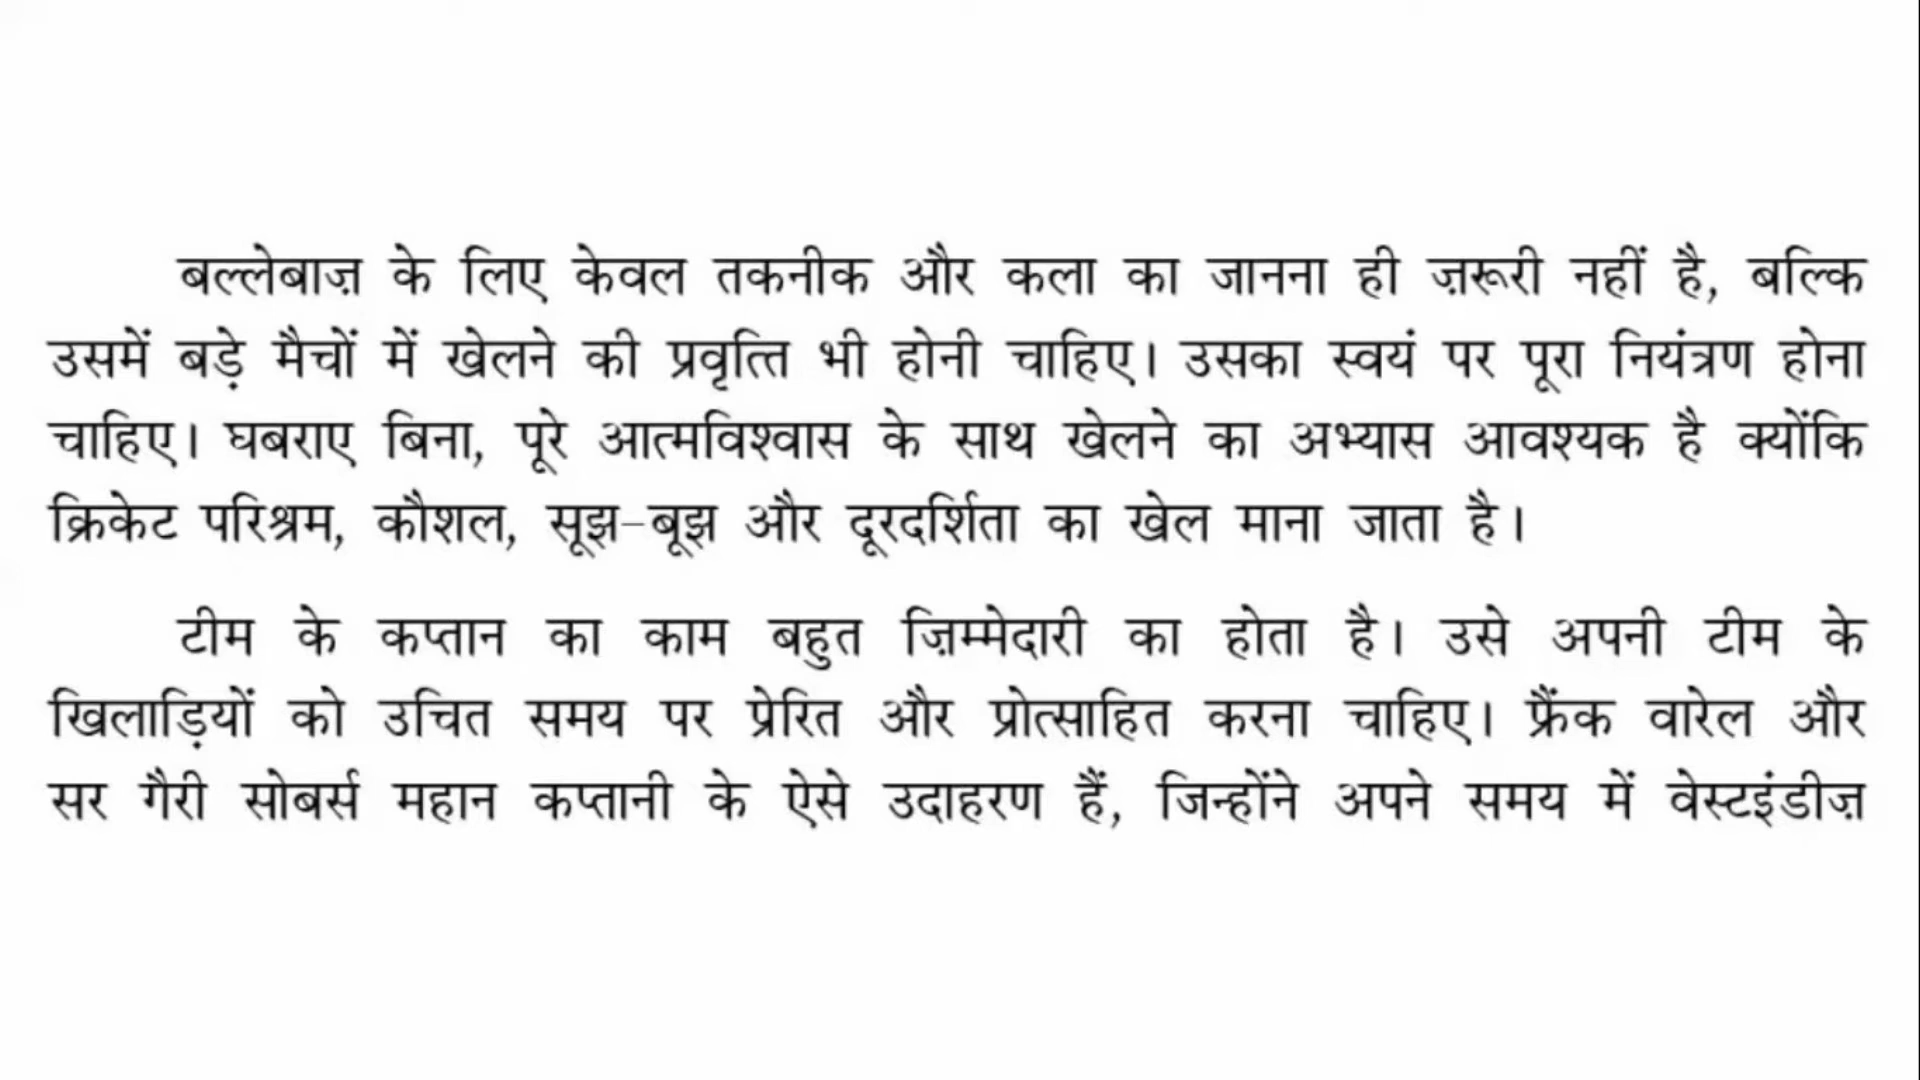 बल्लेबाज़ के लिए केवल तकनीक और कला का जानना ही ज़रूरी नहीं है, बल्कि
उसमें बड़े मैचों में खेलने की प्रवृत्ति भी होनी चाहिए। उसका स्वयं पर पूरा नियंत्रण होना
चाहिए। घबराए बिना, पूरे आत्मविश्वास के साथ खेलने का अभ्यास आवश्यक है क्योंकि
क्रिकेट परिश्रम, कौशल, सूझ-बूझ और दूरदर्शिता का खेल माना जाता है।
टीम के कप्तान का काम बहुत ज़िम्मेदारी का होता है। उसे अपनी टीम के
खिलाड़ियों को उचित समय पर प्रेरित और प्रोत्साहित करना चाहिए। फ्रैंक वारेल और
सर गैरी सोबर्स महान कप्तानी के ऐसे उदाहरण हैं, जिन्होंने अपने समय में वेस्टइंडीज़